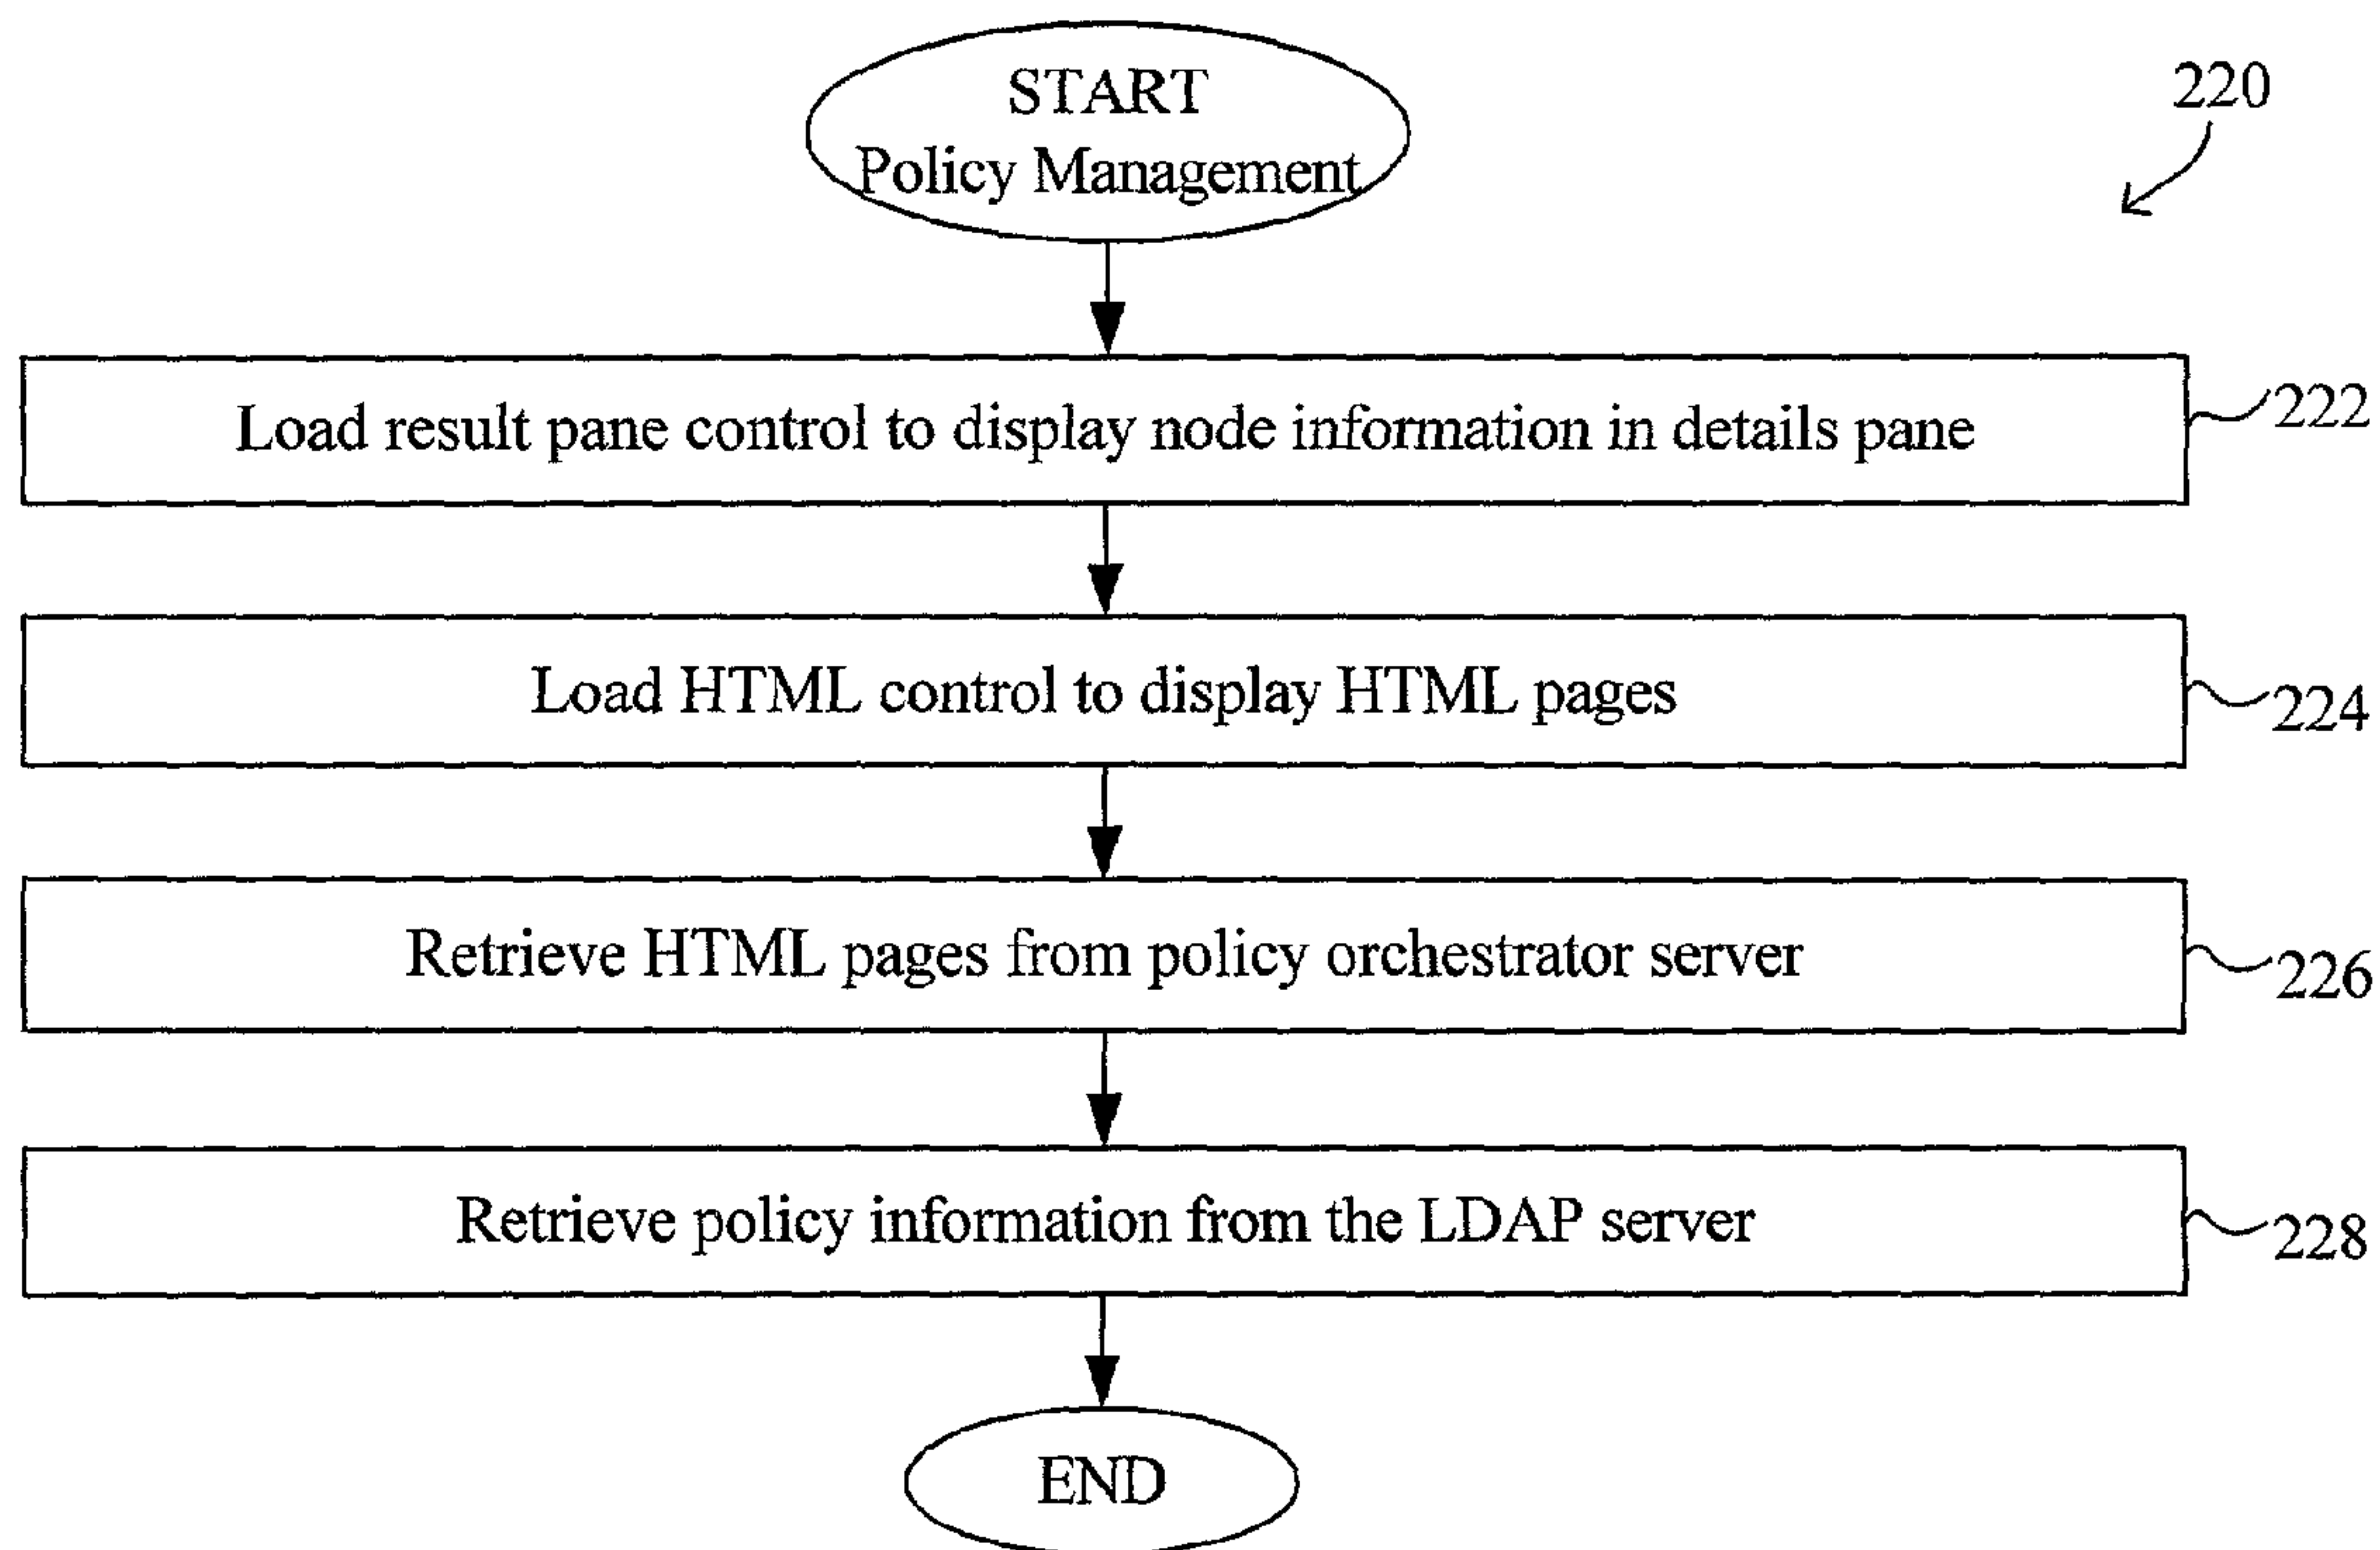 START
Policy Management
220
Load result pane control to display node information in details pane
222
Load HTML control to display HTML pages
224
Retrieve HTML pages from policy orchestrator server
226
Retrieve policy information from the LDAP server
228
END